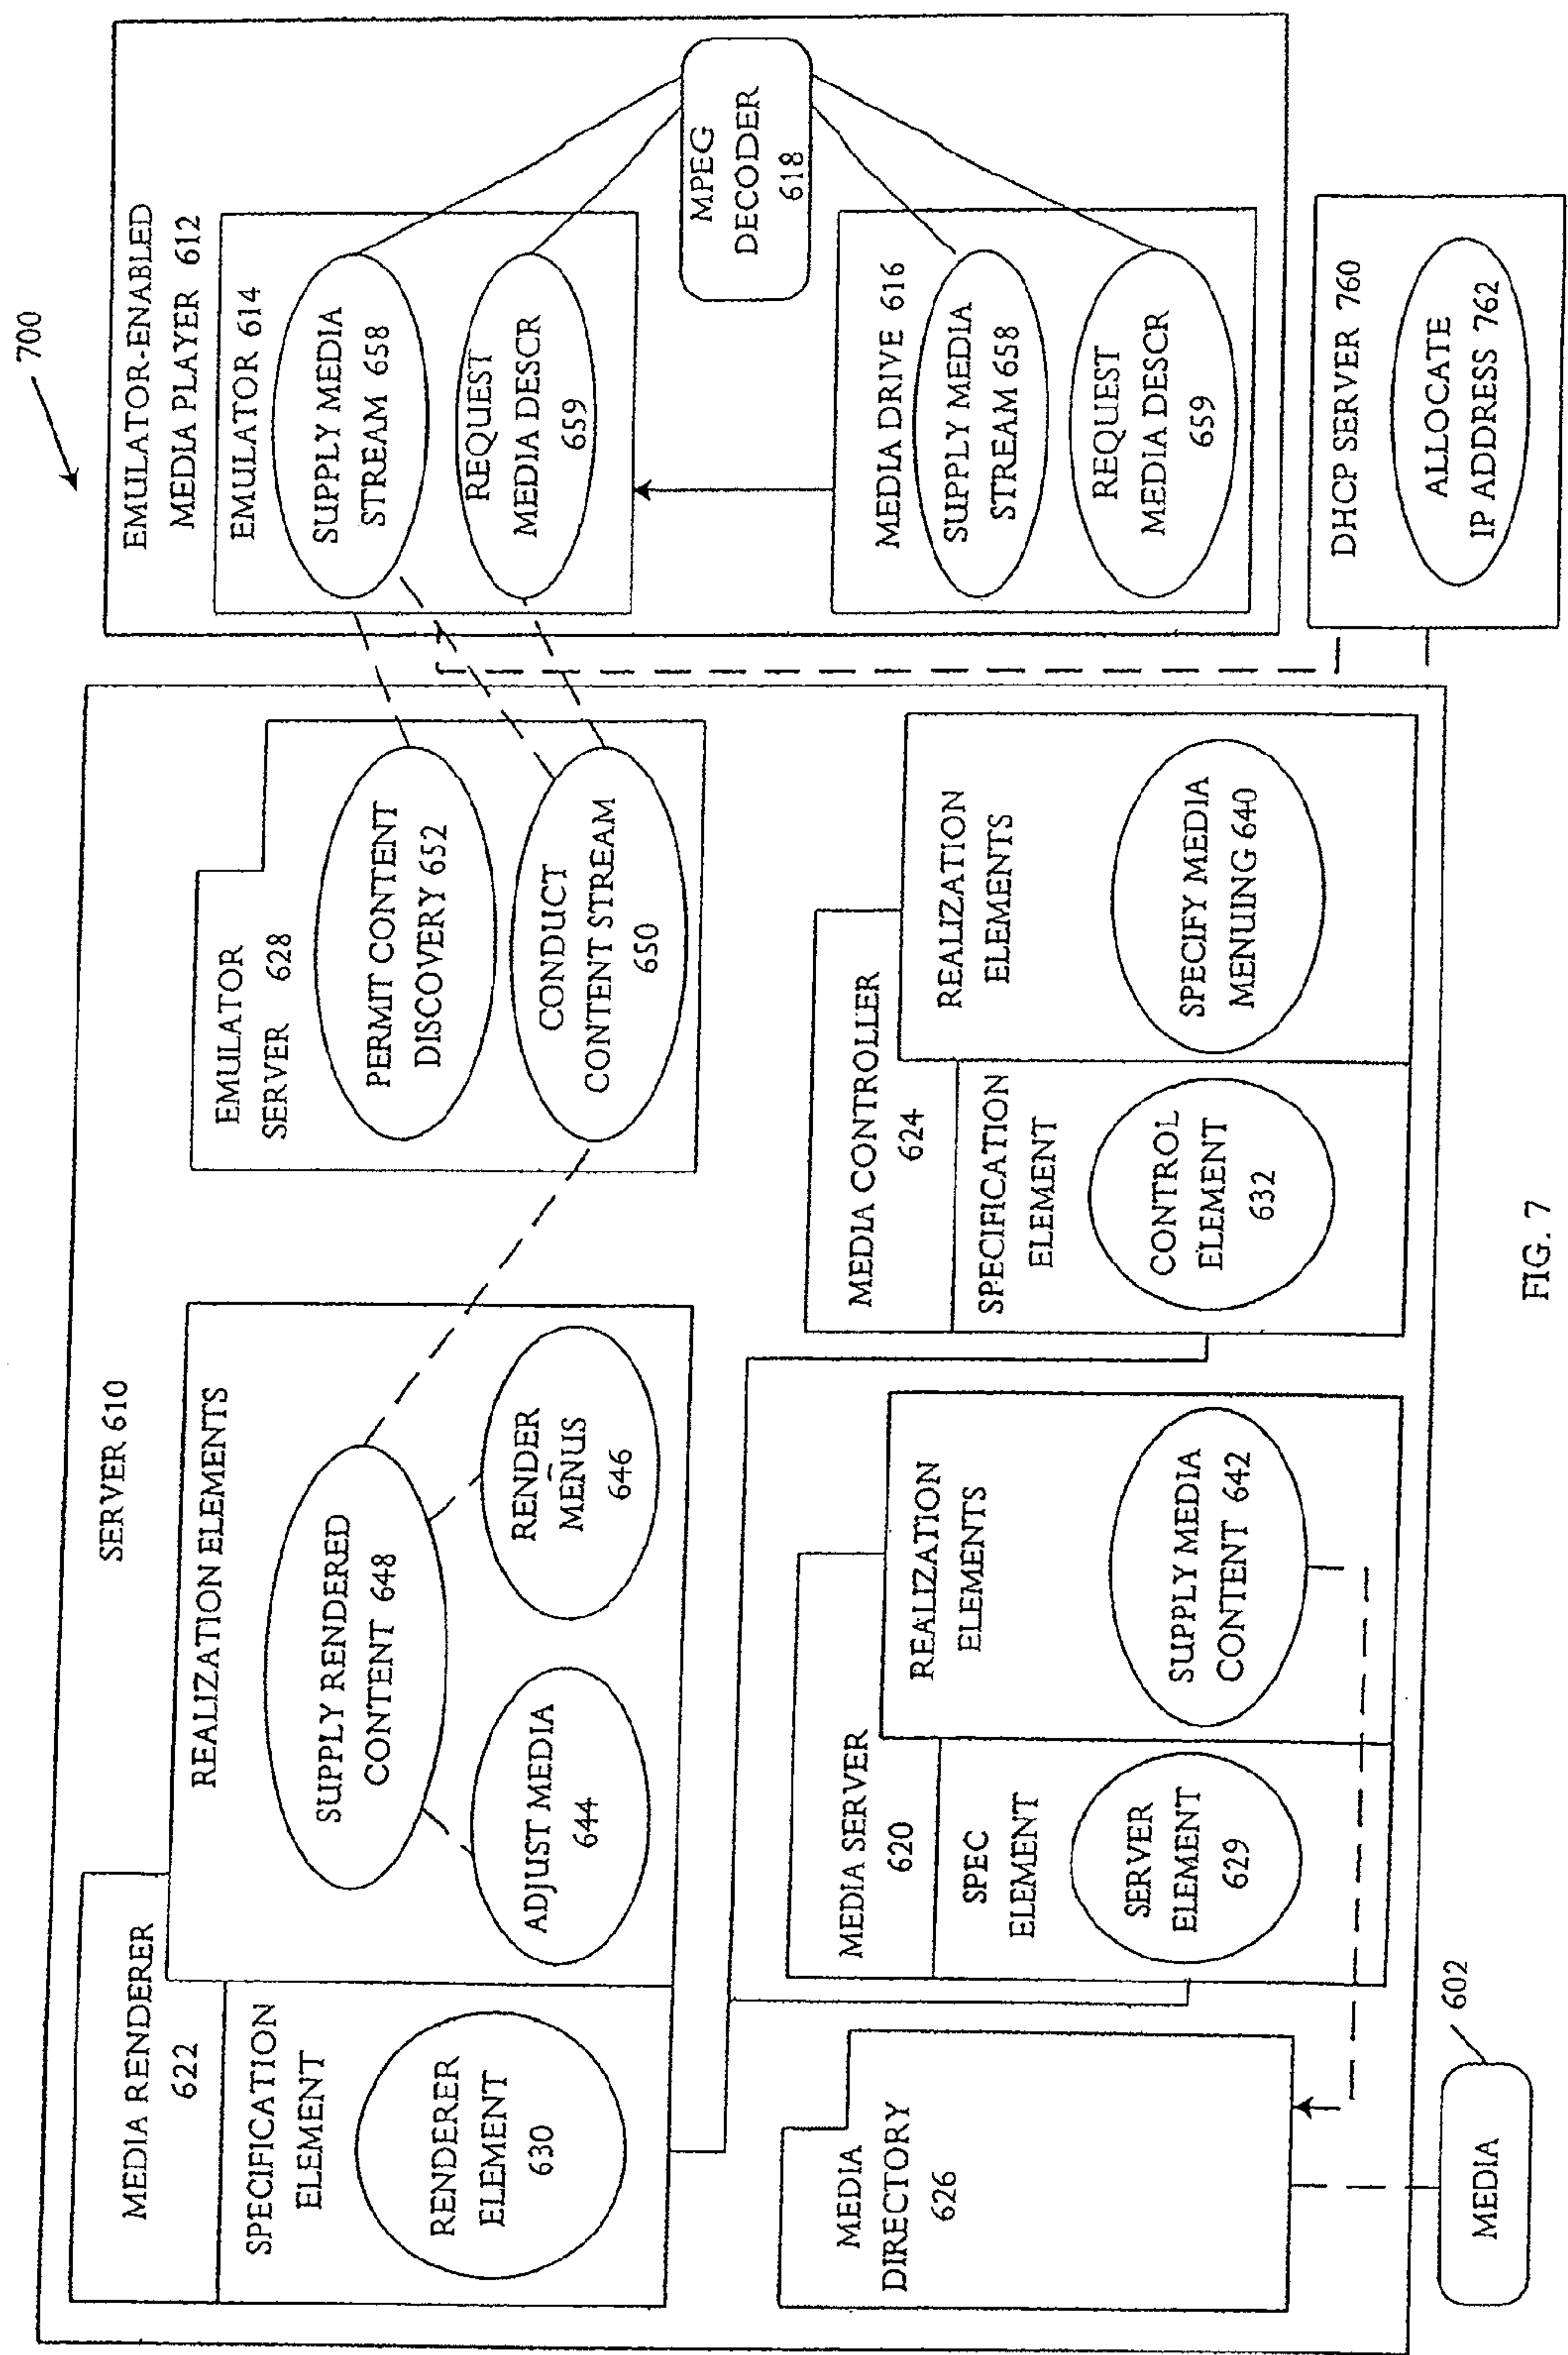 700
SERVER 610
MEDIA RENDERER
622
SPECIFICATION
ELEMENT
RENDERER
ELEMENT
630
REALIZATION ELEMENTS
SUPPLY RENDERED
CONTENT 648
ADJUST MEDIA
644
RENDER
MENUS
646
EMULATOR
SERVER 628
PERMIT CONTENT
DISCOVERY 652
CONDUCT
CONTENT STREAM
650
EMULATOR-ENABLED
MEDIA PLAYER 612
EMULATOR 614
SUPPLY MEDIA
STREAM 658
REQUEST
MEDIA DESCR
659
MPEG
DECODER
618
MEDIA DRIVE 616
SUPPLY MEDIA
STREAM 658
REQUEST
MEDIA DESCR
659
DHCP SERVER 760
ALLOCATE
IP ADDRESS 762
MEDIA
DIRECTORY
626
MEDIA SERVER
620
SPEC
ELEMENT
SERVER
ELEMENT
629
REALIZATION
ELEMENTS
SUPPLY MEDIA
CONTENT 642
MEDIA CONTROLLER
624
SPECIFICATION
ELEMENT
CONTROL
ELEMENT
632
REALIZATION
ELEMENTS
SPECIFY MEDIA
MENUING 640
MEDIA
602
FIG. 7